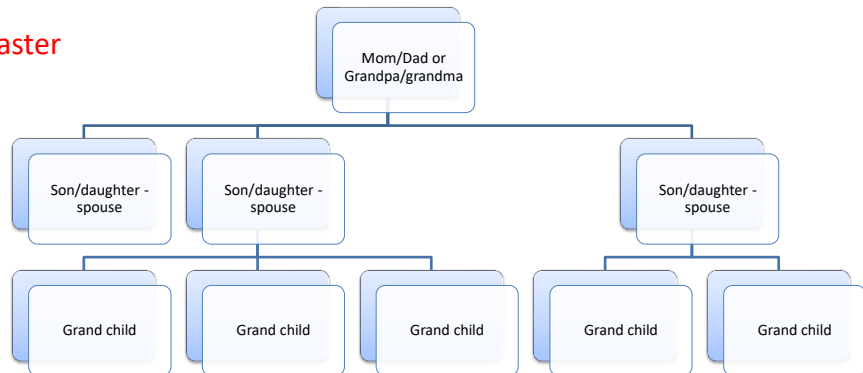 aster
Mom/Dad or
Grandpa/grandma
Son/daughter -
spouse
Son/daughter -
spouse
Son/daughter -
spouse
Grand child
Grand child
Grand child
Grand child
Grand child